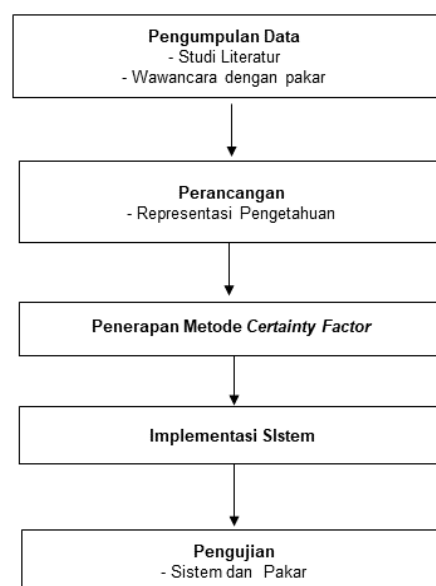 Pengumpulan Data
- Studi Literatur
- Wawancara dengan pakar
Perancangan
- Representasi Pengetahuan
Penerapan Metode Certainty Factor
Implementasi SIstem
Pengujian
- Sistem dan Pakar